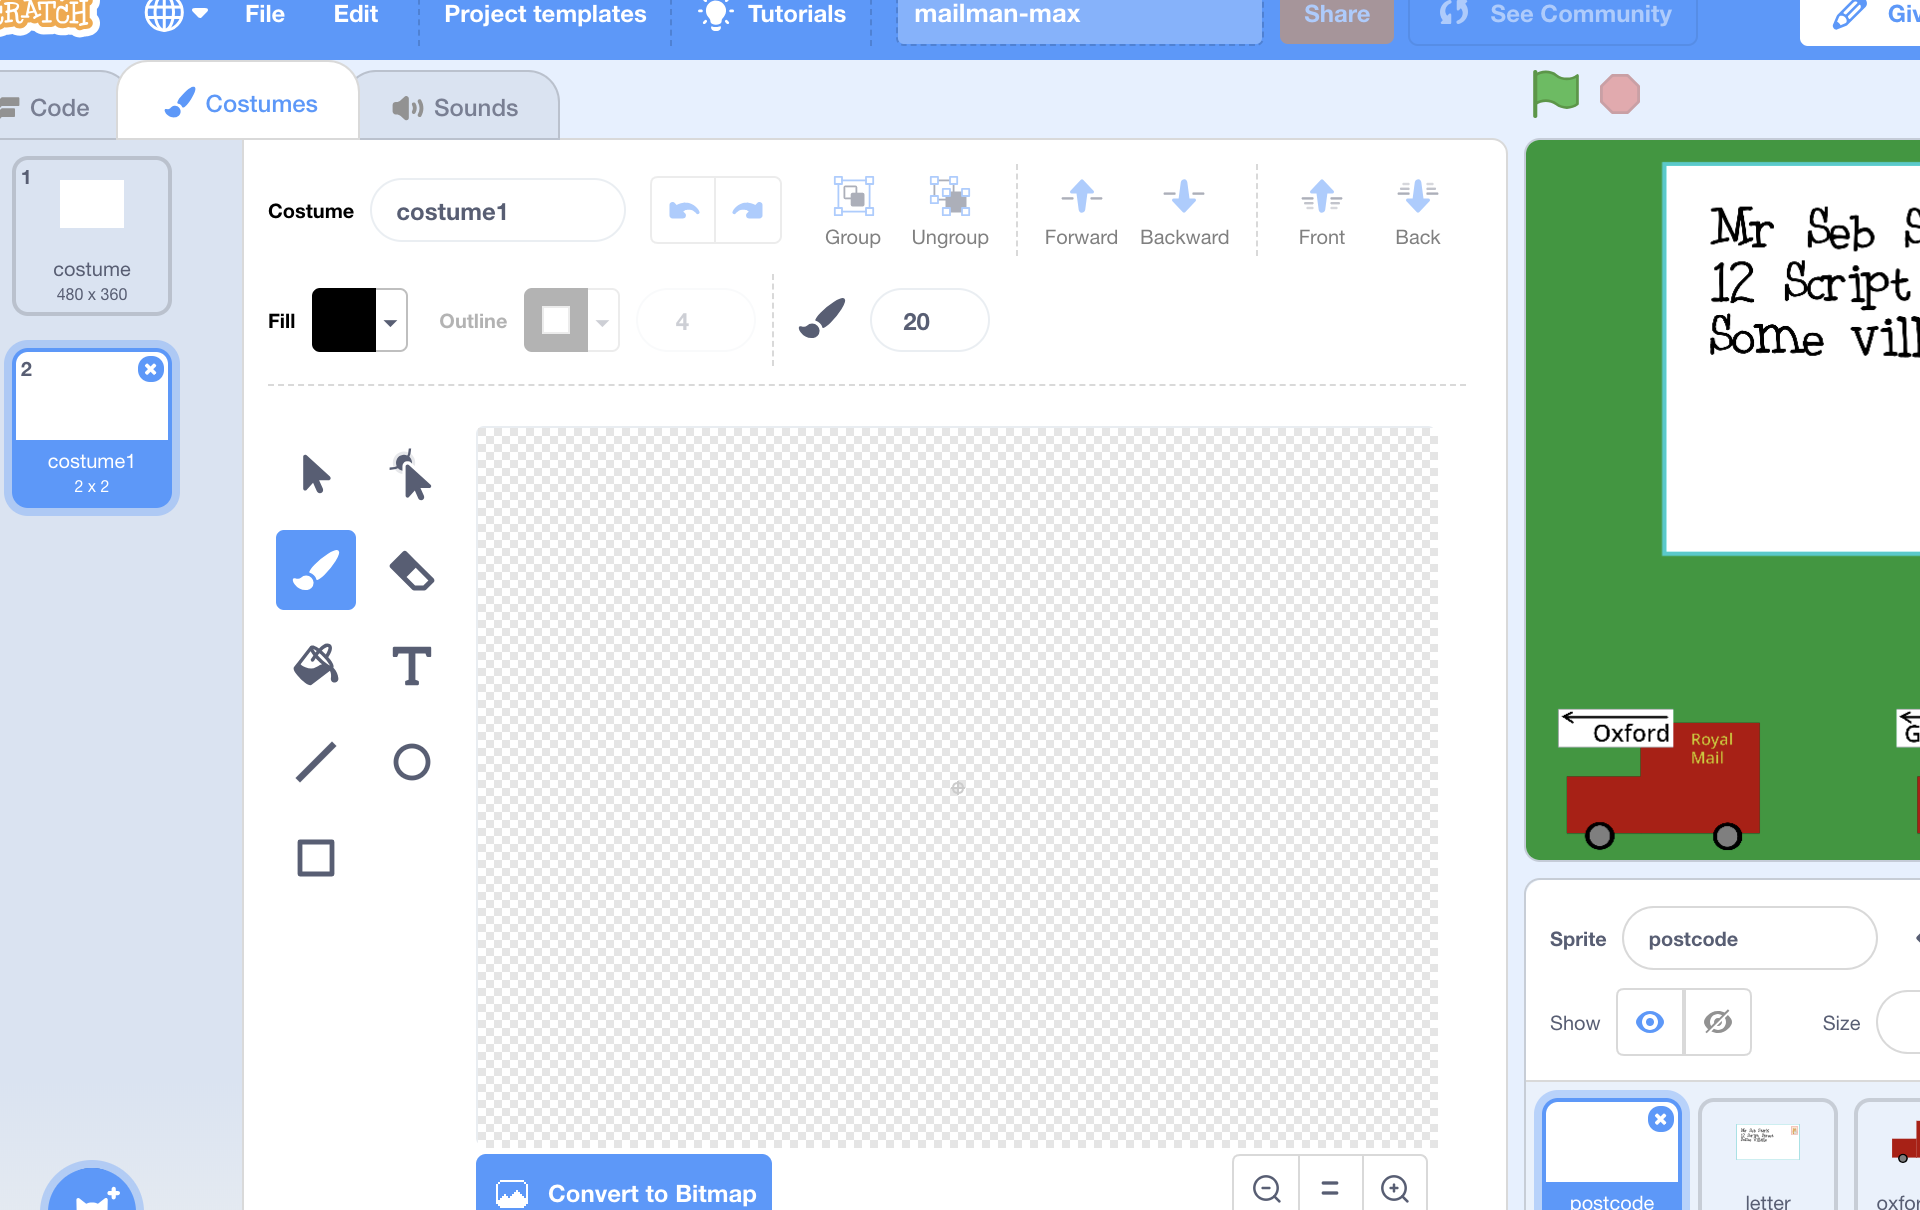 File
Edit
Project templates
Tutorials
mailman-max
Share
See Community
Code
Costumes
Sounds
1
costume
480 x 360
2
costume1
2 x 2
Costume
costume1
Group
Ungroup
Forward
Backward
Front
Back
Fill
Outline
4
20
Convert to Bitmap
Mr Seb S
12 Script
Some vill
Oxford
Royal
Mail
G
Sprite
postcode
Show
Size
postcode
letter
oxfor